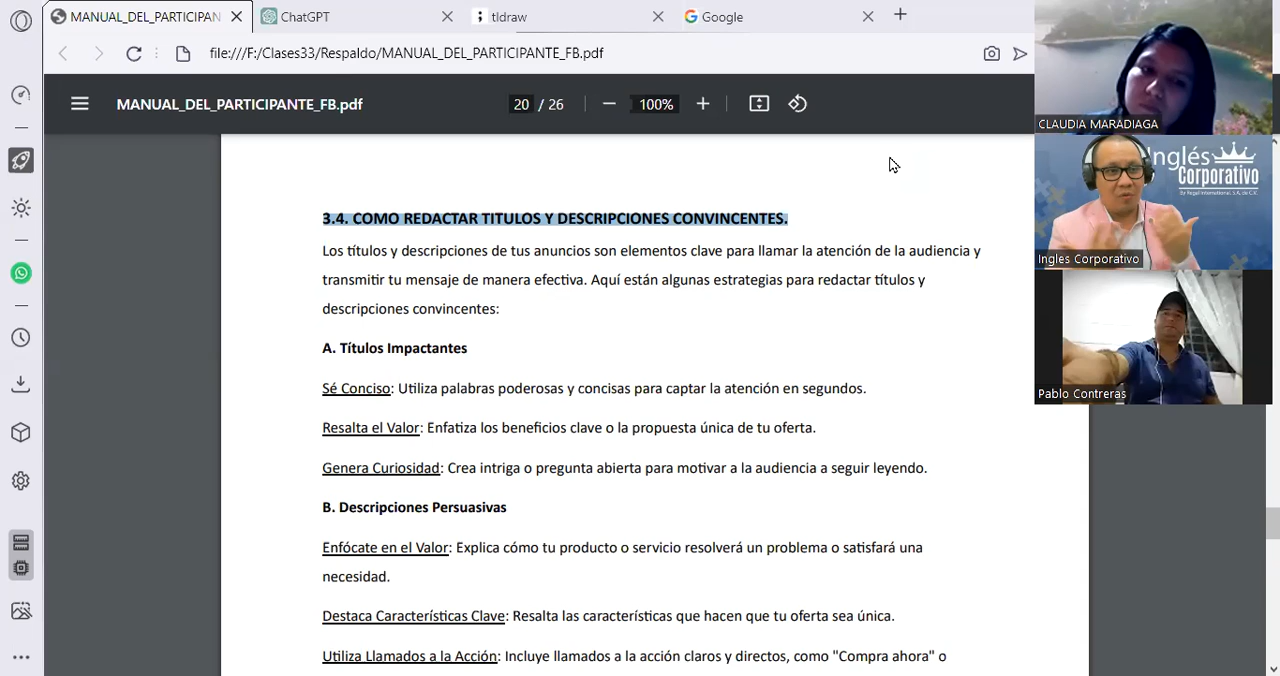 MANUAL_DEL_PARTICIPAN
ChatGPT
tldraw
Google
file:///F:/Clases33/Respaldo/MANUAL_DEL_PARTICIPANTE_FB.pdf
MANUAL_DEL_PARTICIPANTE_FB.pdf
20 / 26
100%
CLAUDIA MARADIAGA
Inglés
Corporativo
Ingles Corporativo
Pablo Contreras
3.4. COMO REDACTAR TITULOS Y DESCRIPCIONES CONVINCENTES.
Los títulos y descripciones de tus anuncios son elementos clave para llamar la atención de la audiencia y
transmitir tu mensaje de manera efectiva. Aquí están algunas estrategias para redactar títulos y
descripciones convincentes:
A. Títulos Impactantes
Sé Conciso: Utiliza palabras poderosas y concisas para captar la atención en segundos.
Resalta el Valor: Enfatiza los beneficios clave o la propuesta única de tu oferta.
Genera Curiosidad: Crea intriga o pregunta abierta para motivar a la audiencia a seguir leyendo.
B. Descripciones Persuasivas
Enfócate en el Valor: Explica cómo tu producto o servicio resolverá un problema o satisfará una
necesidad.
Destaca Características Clave: Resalta las características que hacen que tu oferta sea única.
Utiliza Llamados a la Acción: Incluye llamados a la acción claros y directos, como "Compra ahora" o